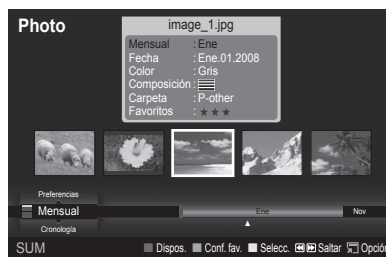 Photo
image_1.jpg
Mensual : Ene
Fecha : Ene.01.2008
Color : Gris
Composición :
Carpeta : P-other
Favoritos : ★ ★ ★
Preferencias
Mensual
Ene
Nov
Cronología
SUM
Dispos.
Conf. fav.
Selecc.
Saltar
Opción